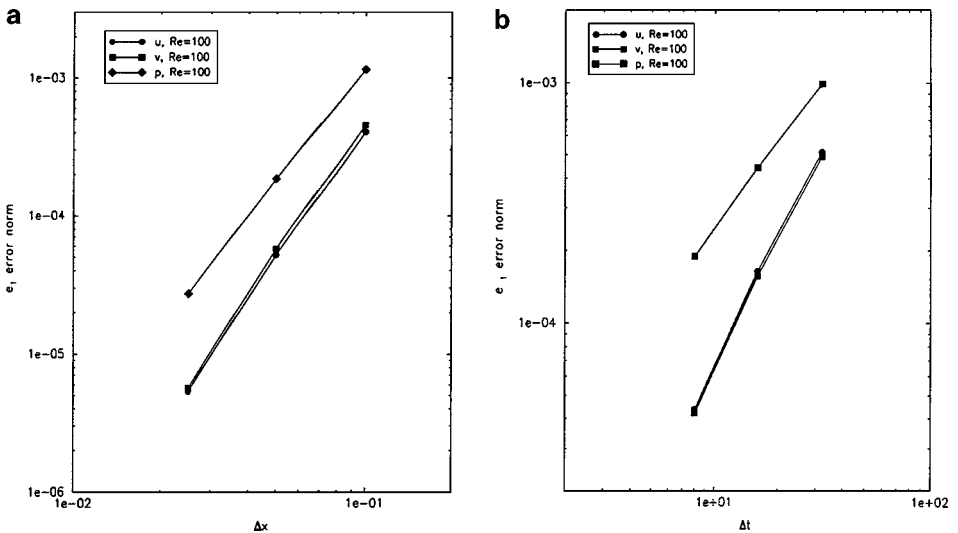 a
u, Re=100
v, Re=100
p, Re=100
1e-03
1e-04
1e-05
1e-06
e₁ error norm
1e-02
1e-01
Δx
b
u, Re=100
v, Re=100
p, Re=100
1e-03
1e-04
e ₁ error norm
1e+01
1e+02
Δt